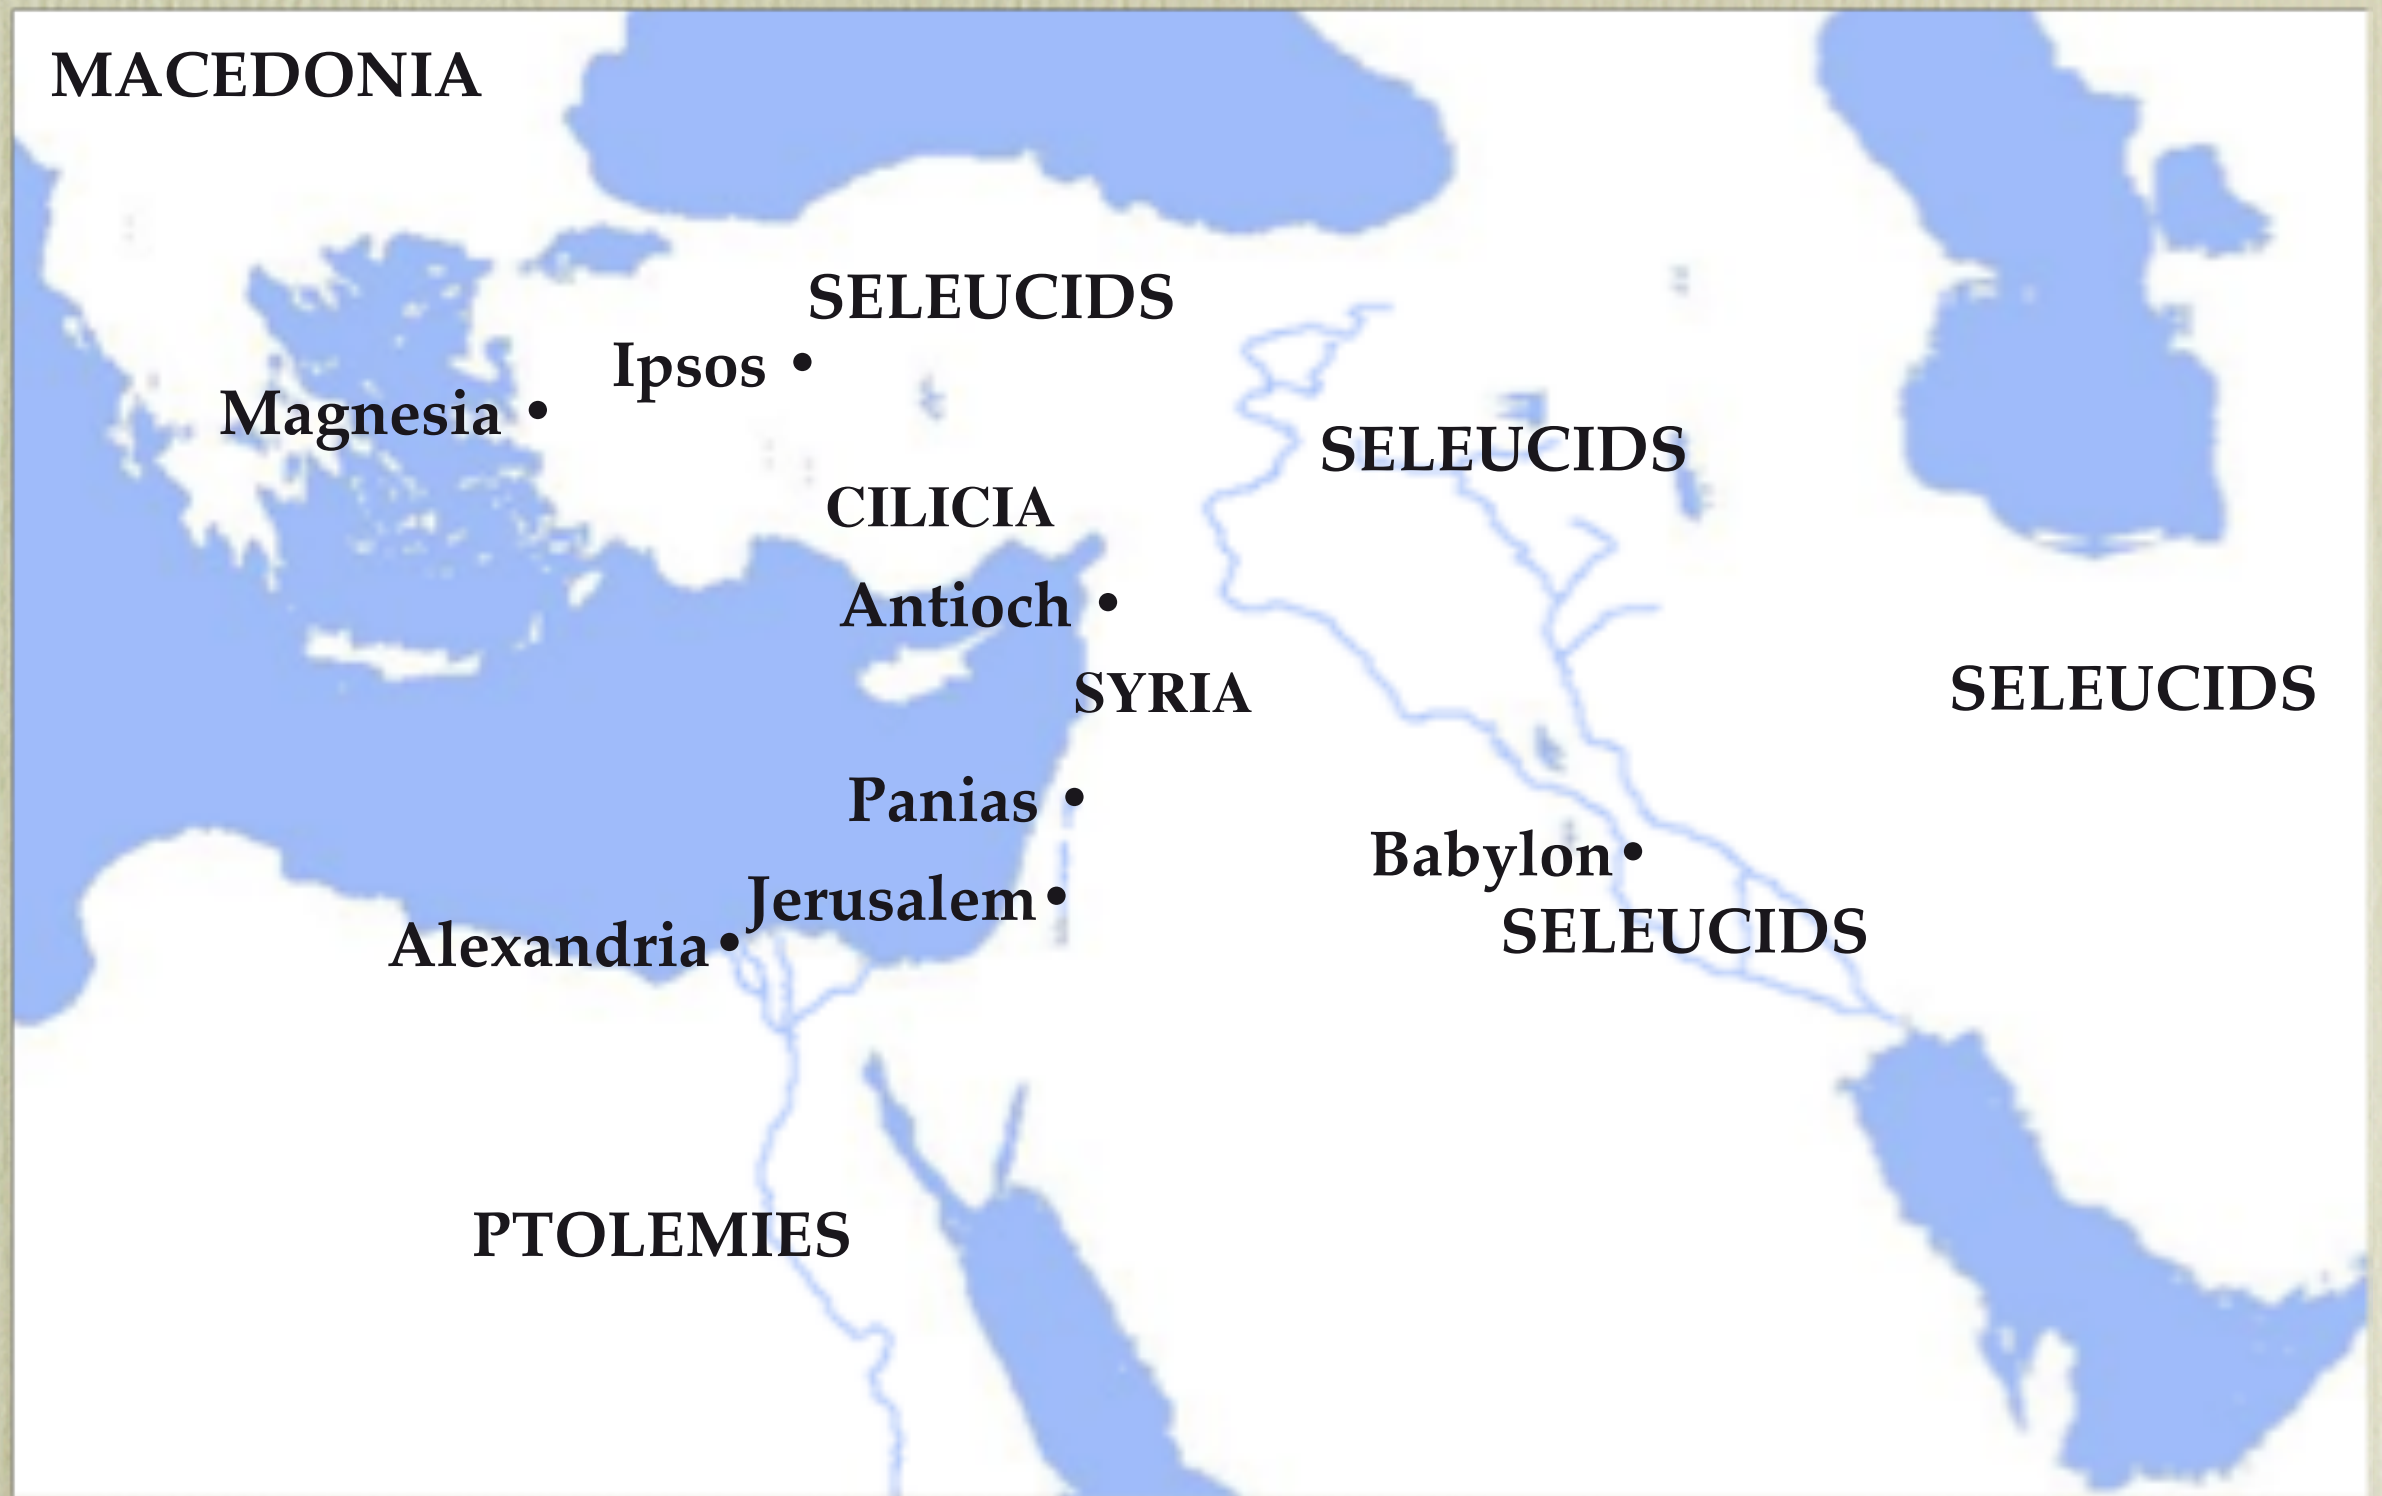 MACEDONIA
SELEUCIDS
Ipsos
Magnesia
SELEUCIDS
CILICIA
Antioch
SYRIA
SELEUCIDS
Panias
Babylon
Jerusalem
SELEUCIDS
Alexandria
PTOLEMIES